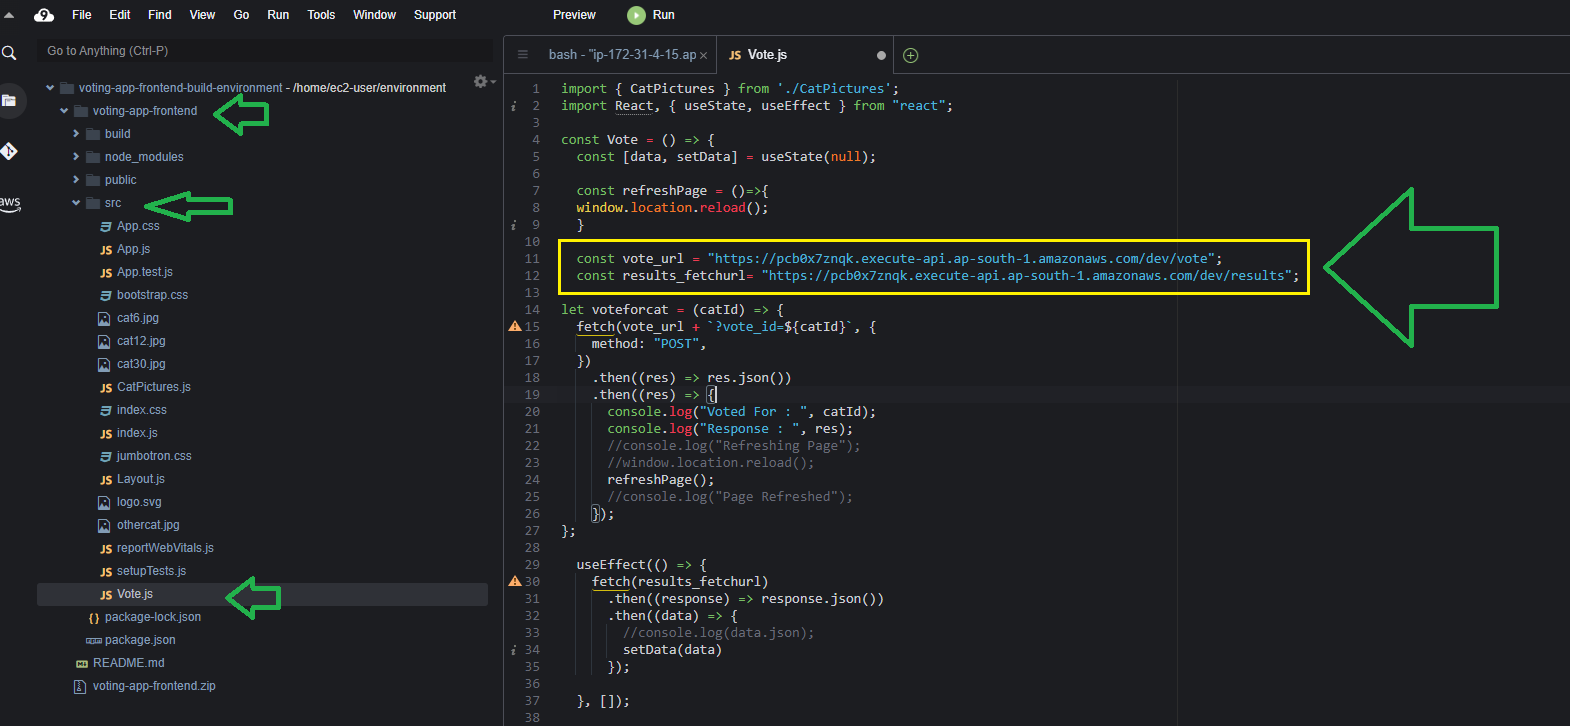 File Edit Find View Go Run Tools Window Support Preview Run
Go to Anything (Ctrl-P)
aws
voting-app-frontend-build-environment - /home/ec2-user/environment
voting-app-frontend
build
node_modules
public
src
App.css
JS App.js
JS App.test.js
bootstrap.css
cat6.jpg
cat12.jpg
cat30.jpg
JS CatPictures.js
index.css
JS index.js
jumbotron.css
JS Layout.js
logo.svg
othercat.jpg
JS reportWebVitals.js
JS setupTests.js
JS Vote.js
{} package-lock.json
package.json
README.md
voting-app-frontend.zip
bash - "ip-172-31-4-15.ap ×
JS Vote.js
1 import { CatPictures } from './CatPictures';
2 import React, { useState, useEffect } from "react";
3
4 const Vote = () => {
5 const [data, setData] = useState(null);
6
7 const refreshPage = ()=>{
8 window.location.reload();
9 }
10
11 const vote_url = "https://pcb0x7znqk.execute-api.ap-south-1.amazonaws.com/dev/vote";
12 const results_fetchurl= "https://pcb0x7znqk.execute-api.ap-south-1.amazonaws.com/dev/results";
13
14 let voteforcat = (catId) => {
15 fetch(vote_url + `?vote_id=${catId}`, {
16 method: "POST",
17 })
18 .then((res) => res.json())
19 .then((res) => {
20 console.log("Voted For : ", catId);
21 console.log("Response : ", res);
22 //console.log("Refreshing Page");
23 //window.location.reload();
24 refreshPage();
25 //console.log("Page Refreshed");
26 });
27 };
28
29 useEffect(() => {
30 fetch(results_fetchurl)
31 .then((response) => response.json())
32 .then((data) => {
33 //console.log(data.json);
34 setData(data)
35 });
36
37 }, []);
38